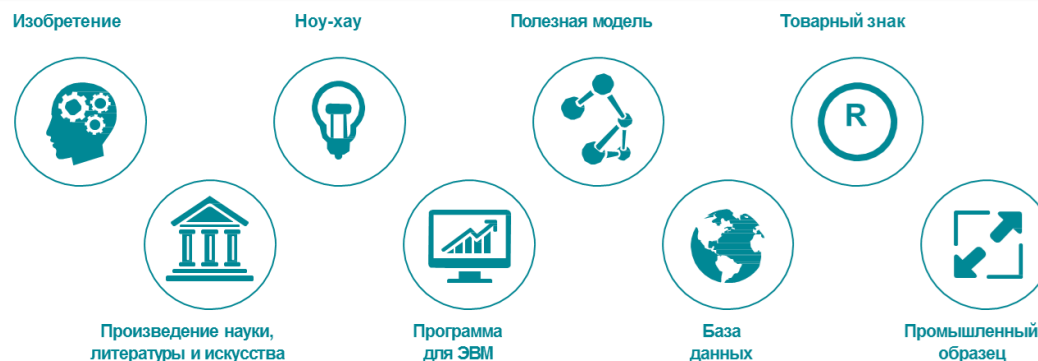 Изобретение
Ноу-хау
Полезная модель
Товарный знак
R
Произведение науки,
литературы и искусства
Программа
для ЭВМ
База
данных
Промышленный
образец